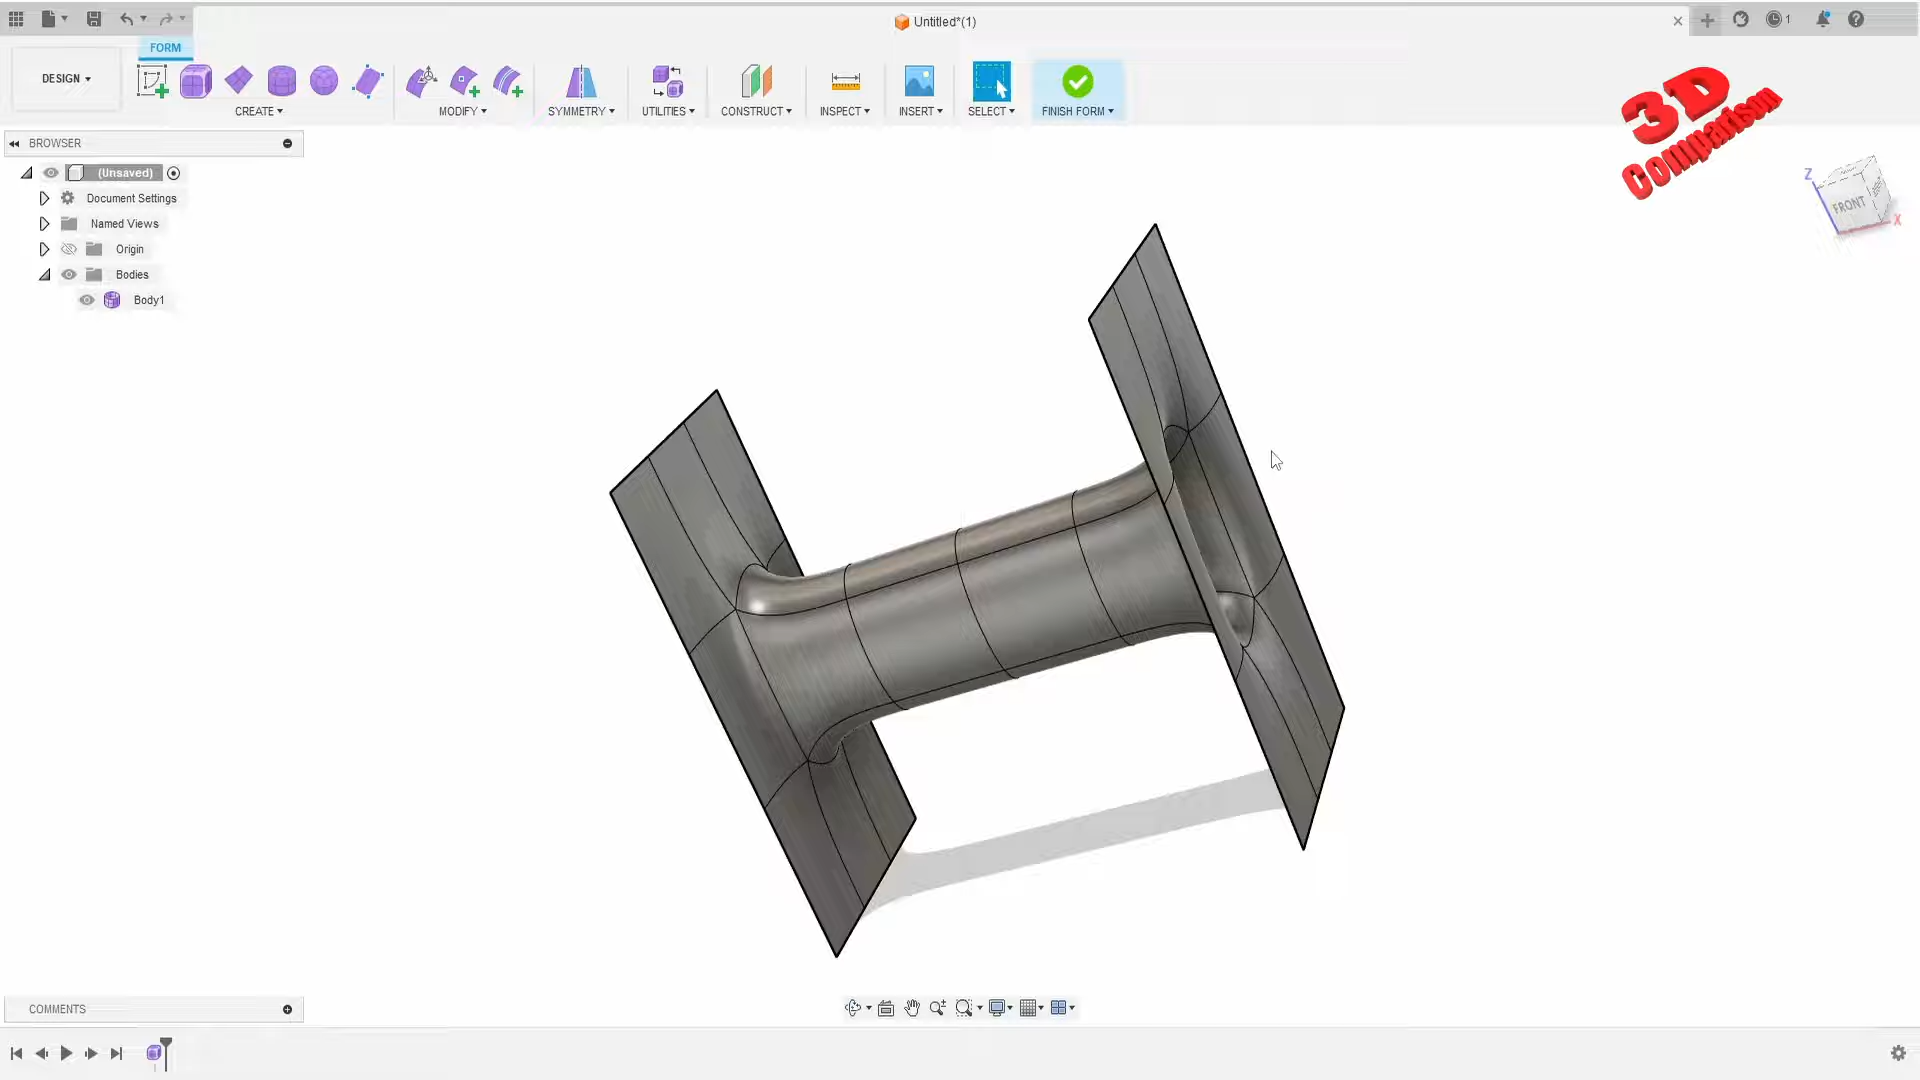 Untitled*(1)
1
FORM
DESIGN
CREATE
MODIFY
SYMMETRY
UTILITIES
CONSTRUCT
INSPECT
INSERT
SELECT
FINISH FORM
3D
Comparison
BROWSER
(Unsaved)
Document Settings
Named Views
Origin
Bodies
Body1
Z
FRONT
X
COMMENTS